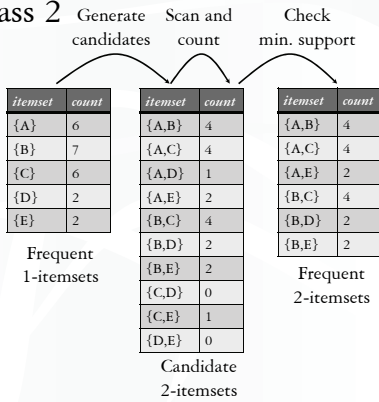 ass 2
Generate candidates
Scan and count
Check min. support
itemset count
{A} 6
{B} 7
{C} 6
{D} 2
{E} 2
Frequent
1-itemsets
itemset count
{A,B} 4
{A,C} 4
{A,D} 1
{A,E} 2
{B,C} 4
{B,D} 2
{B,E} 2
{C,D} 0
{C,E} 1
{D,E} 0
Candidate
2-itemsets
itemset count
{A,B} 4
{A,C} 4
{A,E} 2
{B,C} 4
{B,D} 2
{B,E} 2
Frequent
2-itemsets